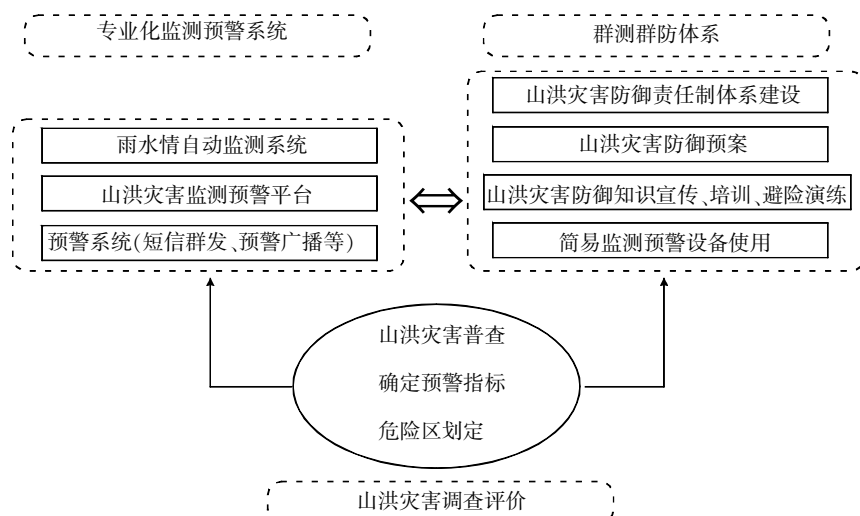 专业化监测预警系统
群测群防体系
雨水情自动监测系统
山洪灾害监测预警平台
预警系统(短信群发、预警广播等)
山洪灾害防御责任制体系建设
山洪灾害防御预案
山洪灾害防御知识宣传、培训、避险演练
简易监测预警设备使用
山洪灾害普查
确定预警指标
危险区划定
山洪灾害调查评价